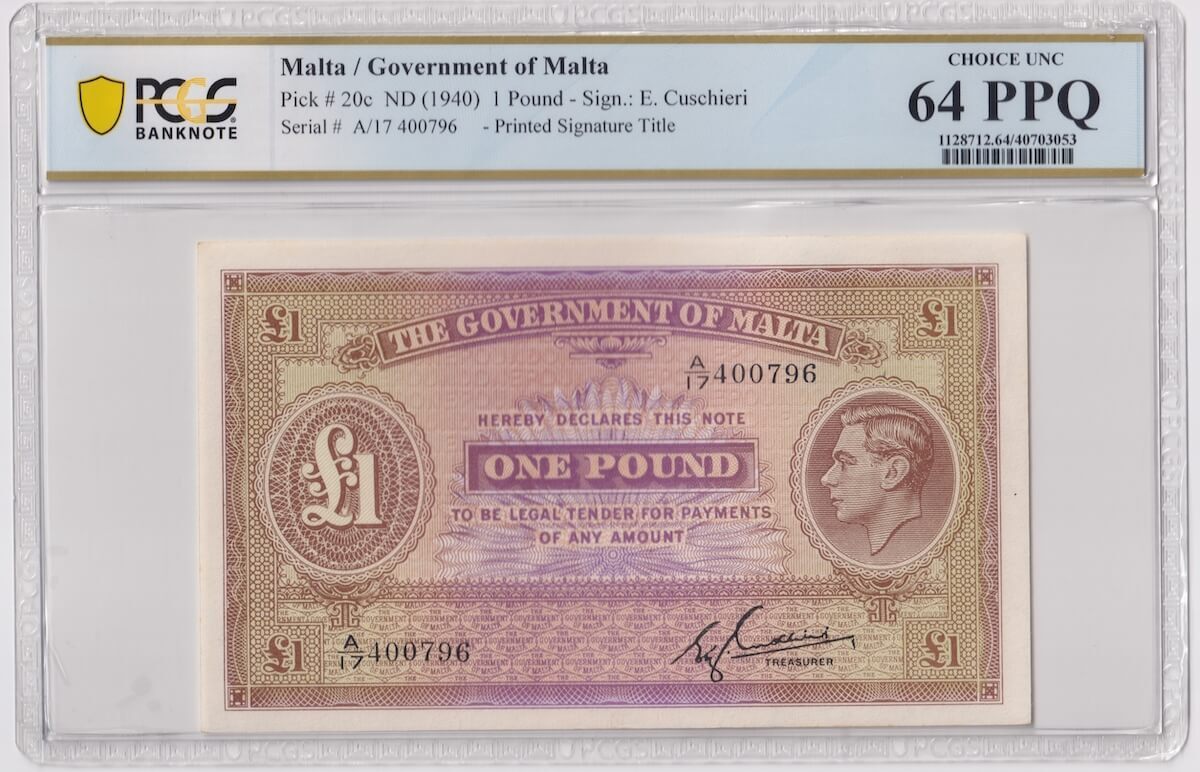 PCGS
BANKNOTE
Malta / Government of Malta
Pick # 20c ND (1940) 1 Pound - Sign.: E. Cuschieri
Serial # A/17 400796 - Printed Signature Title
CHOICE UNC
64 PPQ
1128712.64/40703053
£1
£1
THE GOVERNMENT OF MALTA
A/17 400796
HEREBY DECLARES THIS NOTE
£1
ONE POUND
TO BE LEGAL TENDER FOR PAYMENTS
OF ANY AMOUNT
£1
A/17 400796
TREASURER
£1